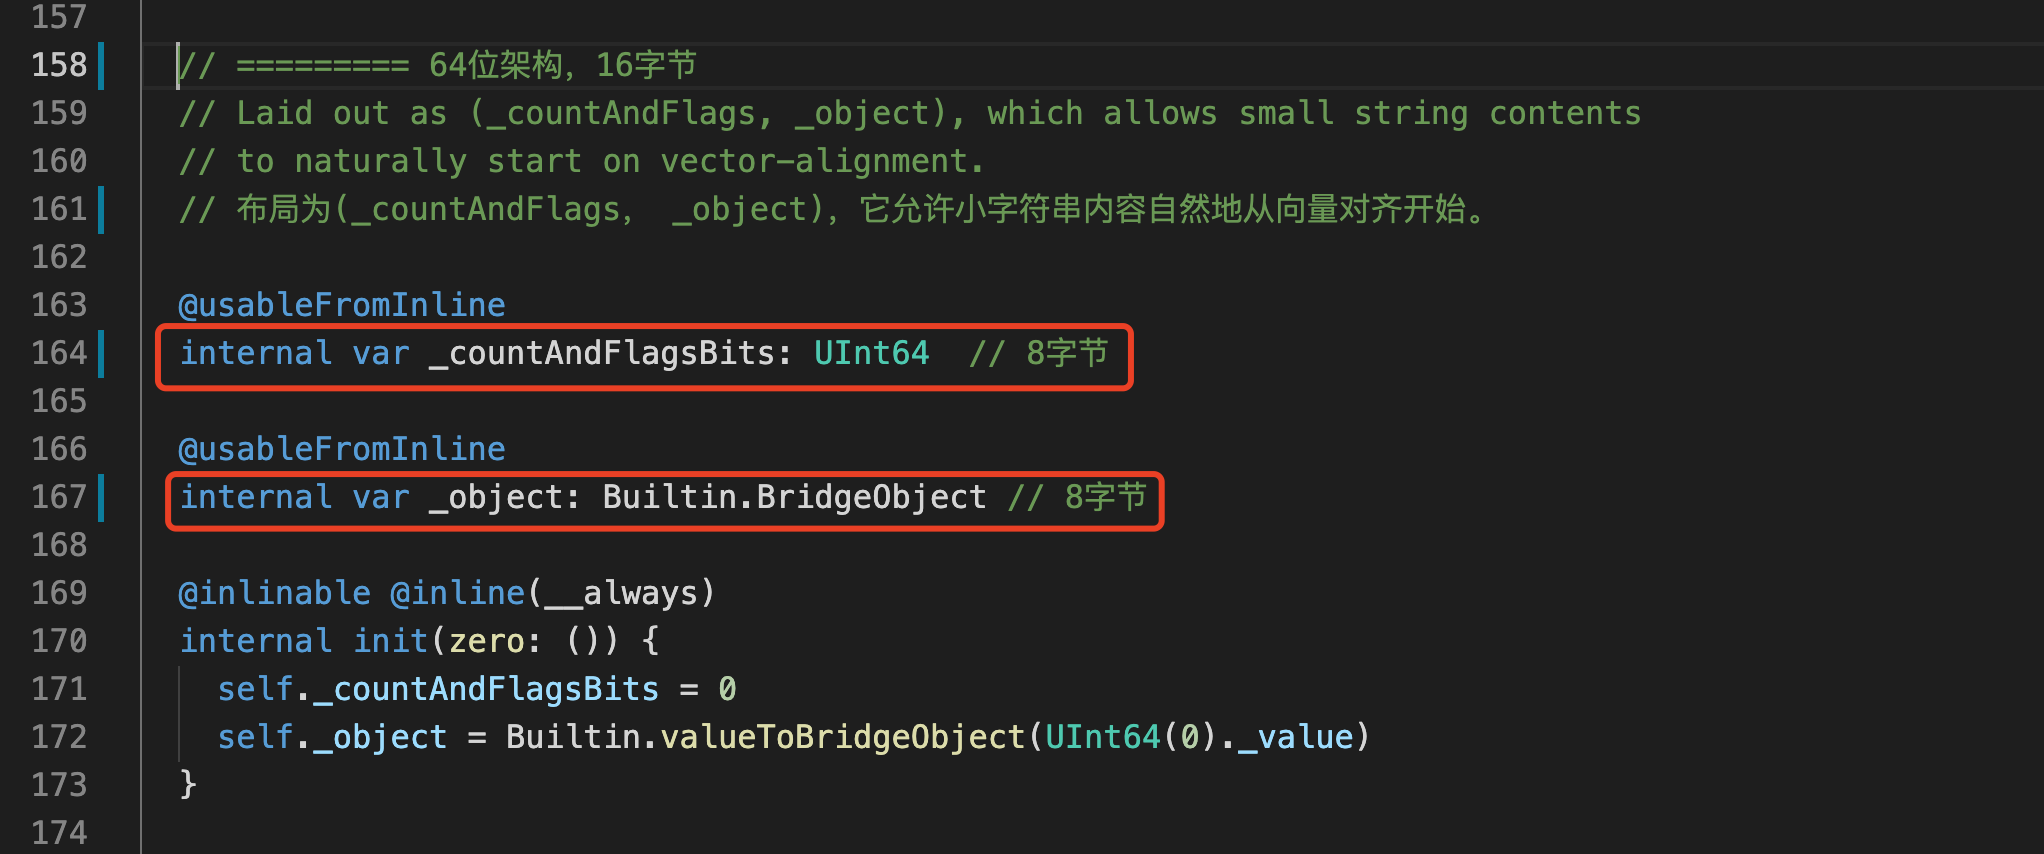 157
158 // ========= 64位架构，16字节
159 // Laid out as (_countAndFlags, _object), which allows small string contents
160 // to naturally start on vector-alignment.
161 // 布局为(_countAndFlags， _object)，它允许小字符串内容自然地从向量对齐开始。
162
163 @usableFromInline
164 internal var _countAndFlagsBits: UInt64  // 8字节
165
166 @usableFromInline
167 internal var _object: Builtin.BridgeObject // 8字节
168
169 @inlinable @inline(__always)
170 internal init(zero: ()) {
171   self._countAndFlagsBits = 0
172   self._object = Builtin.valueToBridgeObject(UInt64(0)._value)
173 }
174